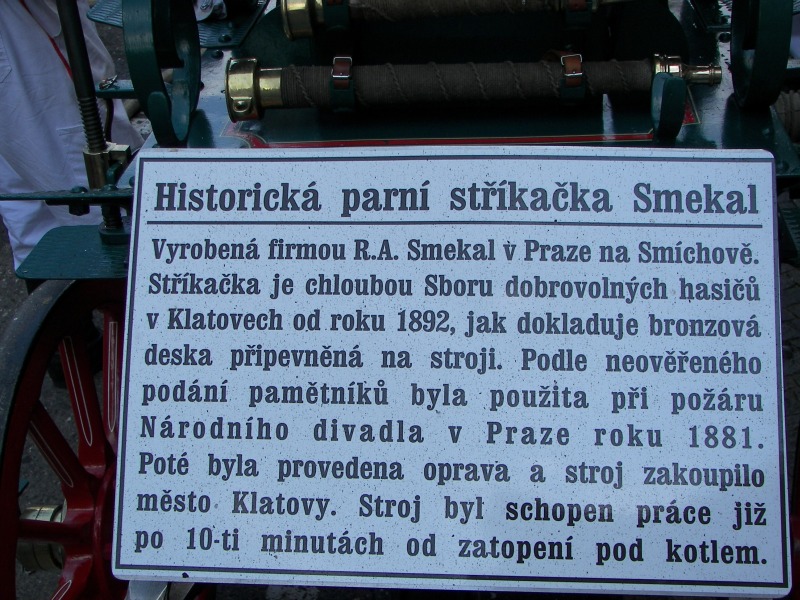 Historická parní stříkačka Smekal
Vyrobená firmou R.A. Smekal v Praze na Smíchově.
Stříkačka je chloubou Sboru dobrovolných hasičů
v Klatovech od roku 1892, jak dokladuje bronzová
deska připevněná na stroji. Podle neověřeného
podání pamětníků byla použita při požáru
Národního divadla v Praze roku 1881.
Poté byla provedena oprava a stroj zakoupilo
město Klatovy. Stroj byl schopen práce již
po 10-ti minutách od zatopení pod kotlem.